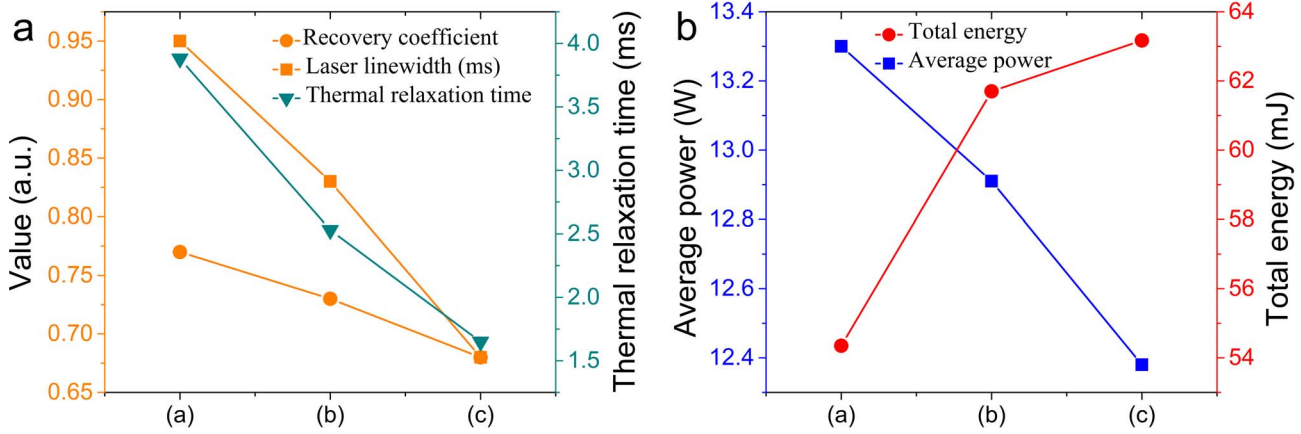 a
Recovery coefficient
Laser linewidth (ms)
Thermal relaxation time
Value (a.u.)
0.95
0.90
0.85
0.80
0.75
0.70
0.65
(a)
(b)
(c)
4.0
3.5
3.0
2.5
2.0
1.5
Thermal relaxation time (ms)
b
Total energy
Average power
Average power (W)
13.4
13.2
13.0
12.8
12.6
12.4
(a)
(b)
(c)
64
62
60
58
56
54
Total energy (mJ)